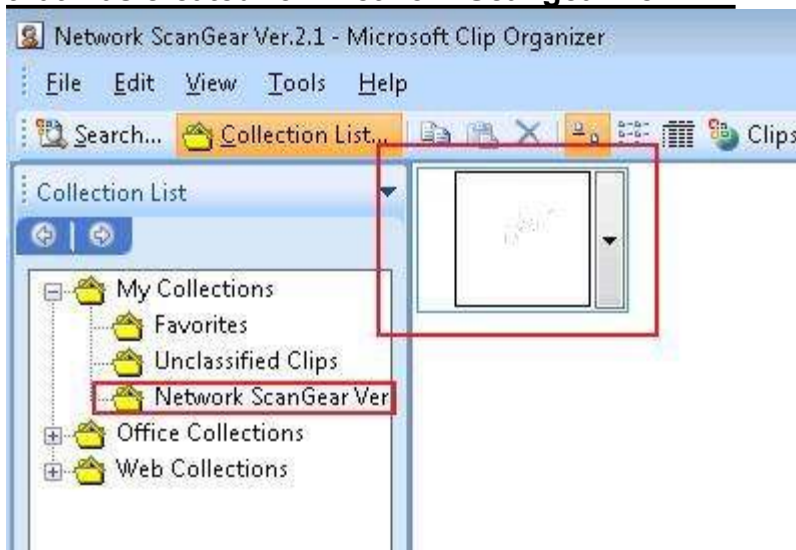 Network ScanGear Ver.2.1 - Microsoft Clip Organizer
File Edit View Tools Help
Search... Collection List... Clips
Collection List
My Collections
Favorites
Unclassified Clips
Network ScanGear Ver
Office Collections
Web Collections